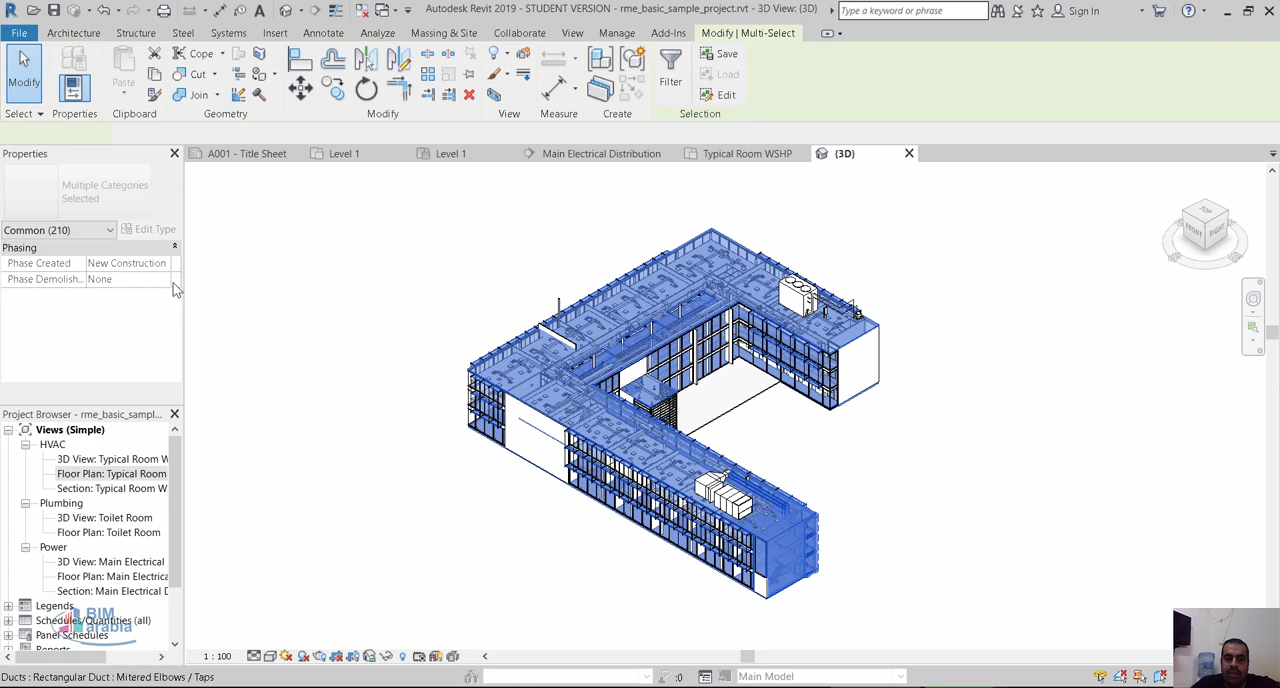 Autodesk Revit 2019 - STUDENT VERSION - rme_basic_sample_project.rvt - 3D View: {3D}
Type a keyword or phrase
Sign In
File Architecture Structure Steel Systems Insert Annotate Analyze Massing & Site Collaborate View Manage Add-Ins Modify | Multi-Select
Modify
Paste
Cope
Cut
Join
Filter
Save
Load
Edit
Select Properties Clipboard Geometry Modify View Measure Create Selection
Properties
A001 - Title Sheet Level 1 Level 1 Main Electrical Distribution Typical Room WSHP {3D}
Multiple Categories
Selected
Common (210) Edit Type
Phasing
Phase Created New Construction
Phase Demolish... None
TOP
FRONT
RIGHT
Project Browser - rme_basic_sampl...
Views (Simple)
HVAC
3D View: Typical Room W
Floor Plan: Typical Room
Section: Typical Room W
Plumbing
3D View: Toilet Room
Floor Plan: Toilet Room
Power
3D View: Main Electrical
Floor Plan: Main Electrica
Section: Main Electrical D
Legends
Schedules/Quantities (all)
Panel Schedules
Reports
BIM
arabia
1 : 100
Ducts : Rectangular Duct : Mitered Elbows / Taps
:0
Main Model